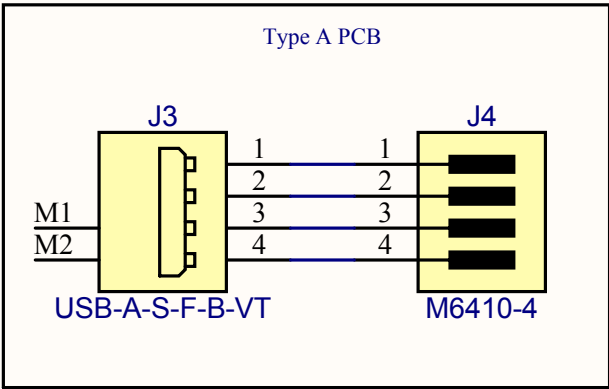 Type A PCB
J3 J4
1 1
2 2
M1 3 3
M2 4 4
USB-A-S-F-B-VT M6410-4